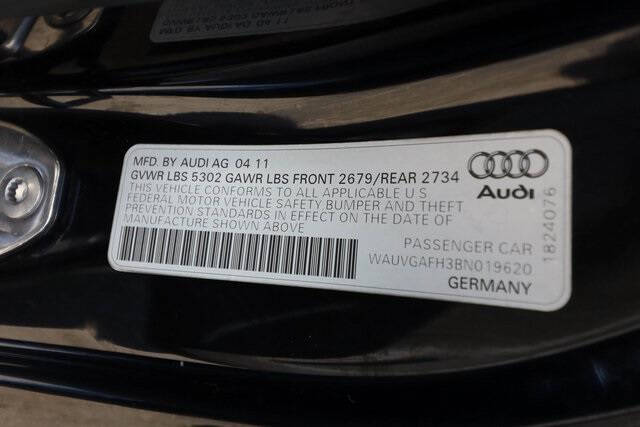 MFD. BY AUDI AG 04 11
GVWR LBS 5302 GAWR LBS FRONT 2679/REAR 2734
THIS VEHICLE CONFORMS TO ALL APPLICABLE U S
FEDERAL MOTOR VEHICLE SAFETY BUMPER AND THEFT
PREVENTION STANDARDS IN EFFECT ON THE DATE OF
MANUFACTURE SHOWN ABOVE
PASSENGER CAR
WAUVGAFH3BN019620
GERMANY
Audi
1824076